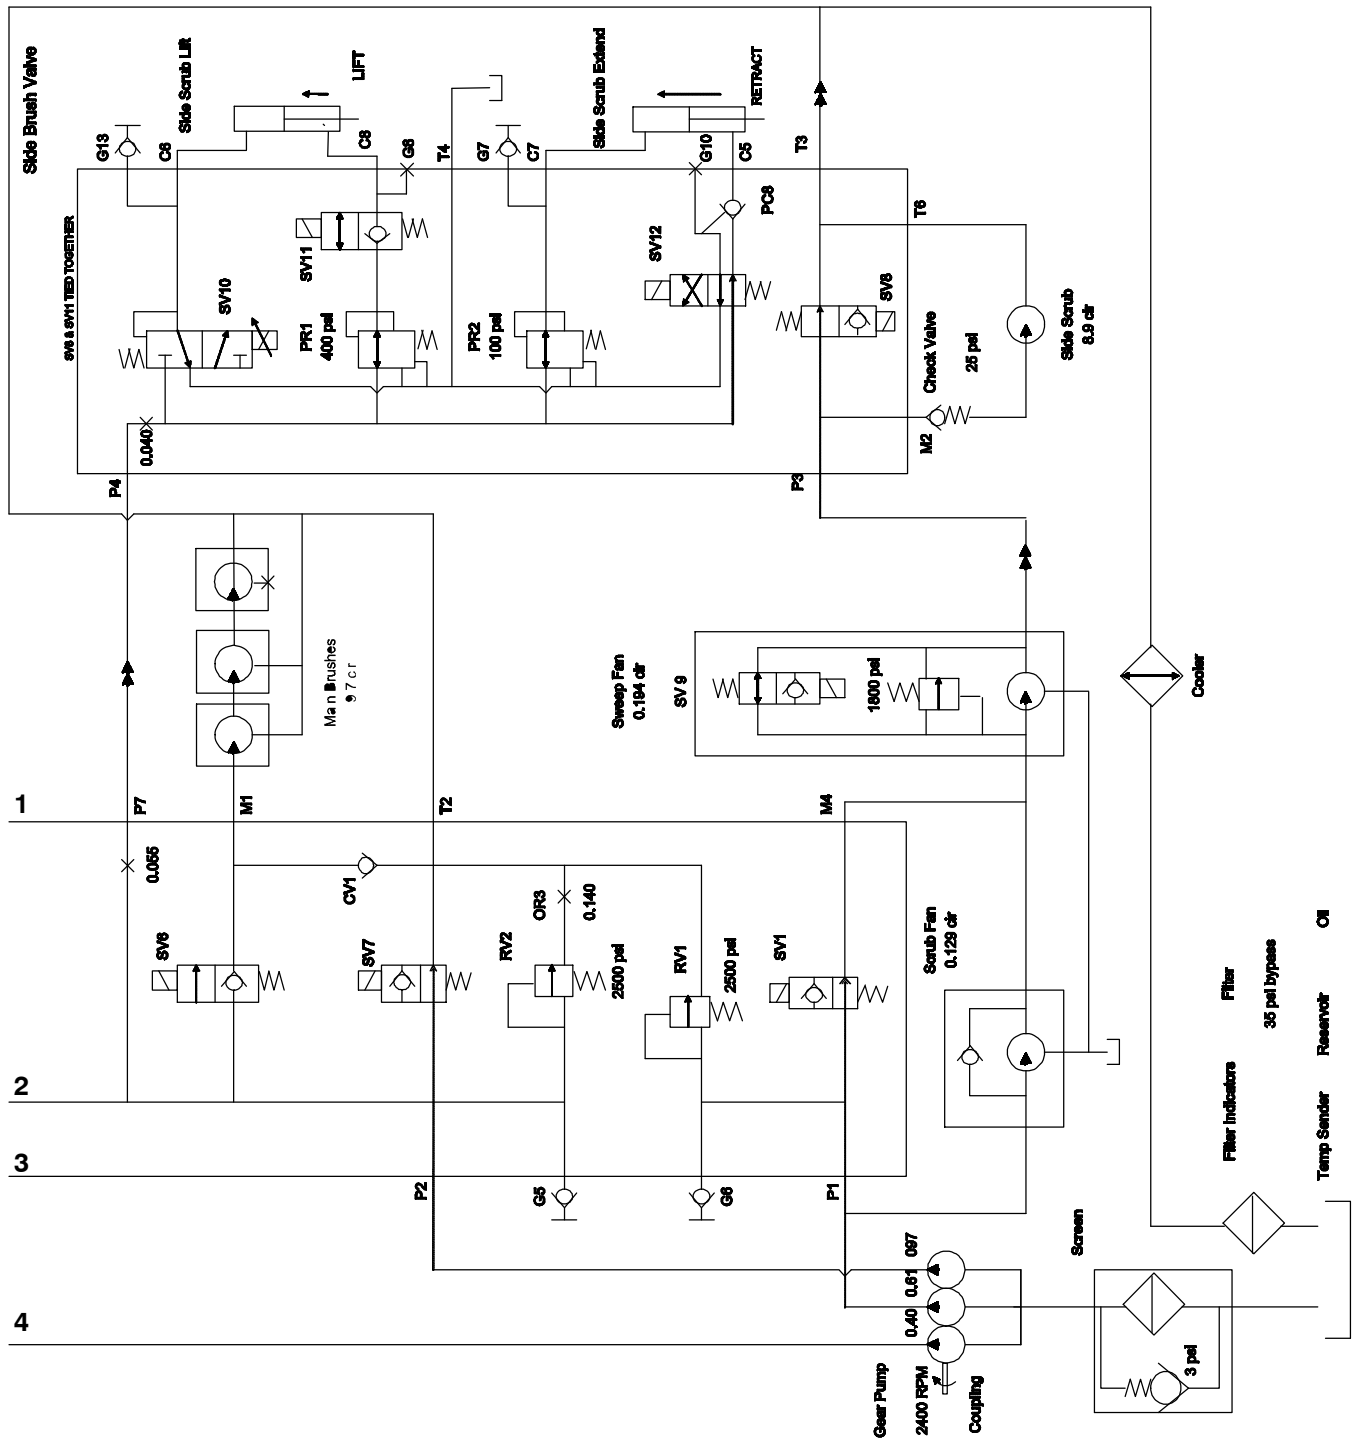 Side Brush Valve
SV6 & SV11 TIED TOGETHER
G13
C6
Side Scrub Lift
LIFT
C8
G8
T4
G7
C7
Side Scrub Extend
RETRACT
G10
C5
T3
SV10
SV11
PR1
400 psi
PR2
100 psi
SV12
PC8
SV8
T6
Check Valve
25 psi
M2
Side Scrub
8.9 cir
0.040
P4
P3
Main Brushes
9 7 c r
Sweep Fan
0.194 cir
SV 9
1800 psi
Cooler
1
P7
M1
T2
M4
0.055
CV1
OR3
0.140
SV6
SV7
RV2
2500 psi
RV1
2500 psi
SV1
Scrub Fan
0.129 cir
2
3
P2
G5
G6
P1
Filter Indicators
Filter
35 psi bypass
Temp Sender
Reservoir
Oil
Screen
4
0.40 0.61 097
Gear Pump
2400 RPM
Coupling
3 psi